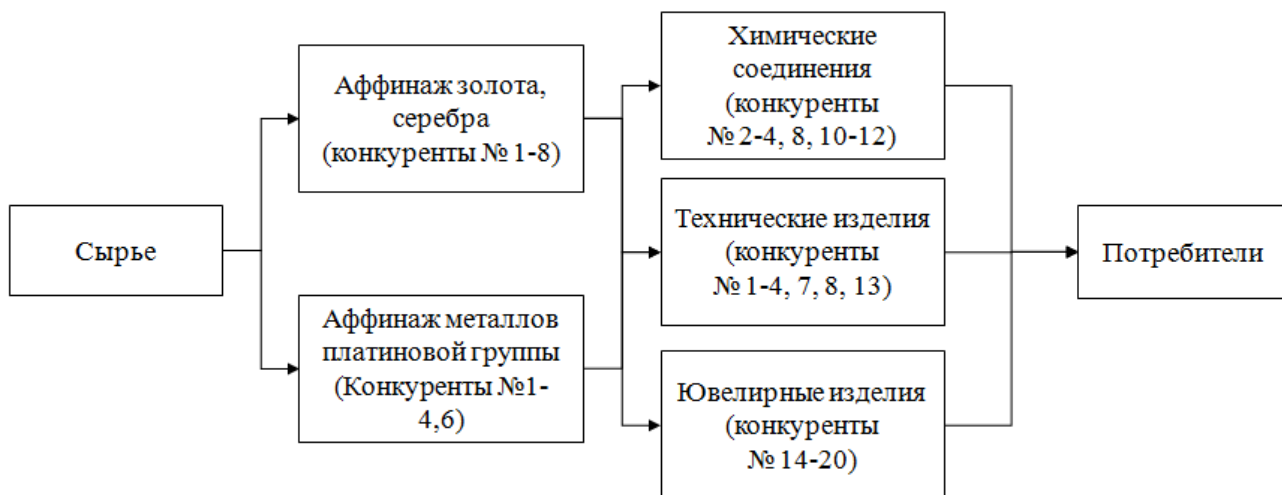 Сырье
Аффинаж золота,
серебра
(конкуренты № 1-8)
Аффинаж металлов
платиновой группы
(Конкуренты №1-
4,6)
Химические
соединения
(конкуренты
№ 2-4, 8, 10-12)
Технические изделия
(конкуренты
№ 1-4, 7, 8, 13)
Ювелирные изделия
(конкуренты
№ 14-20)
Потребители